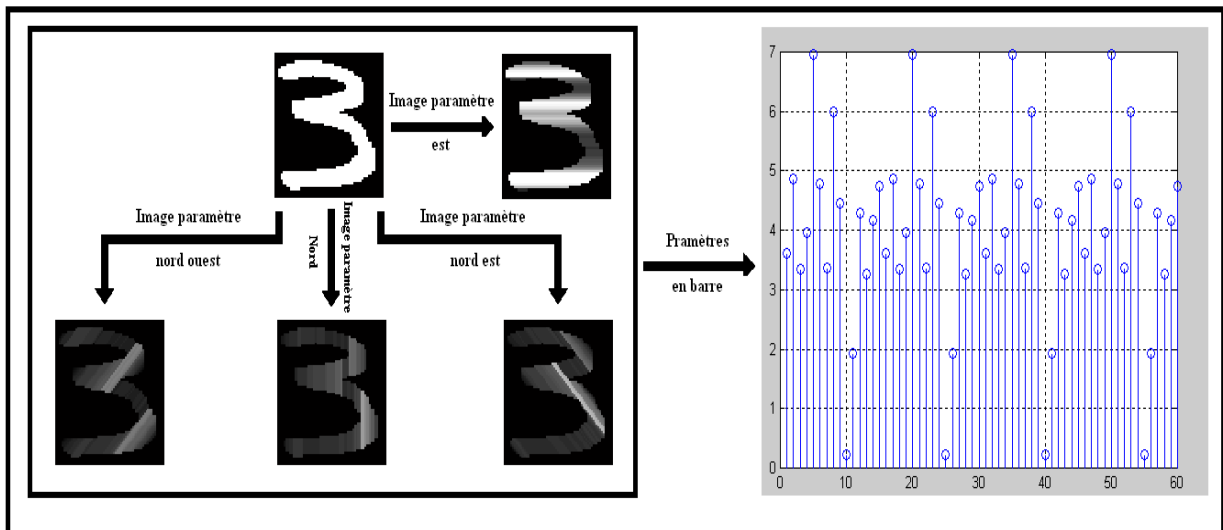 Image paramètre
est
Image paramètre
nord ouest
Image paramètre
Nord
Image paramètre
nord est
Pramètres
en barre
7
6
5
4
3
2
1
0
0 10 20 30 40 50 60